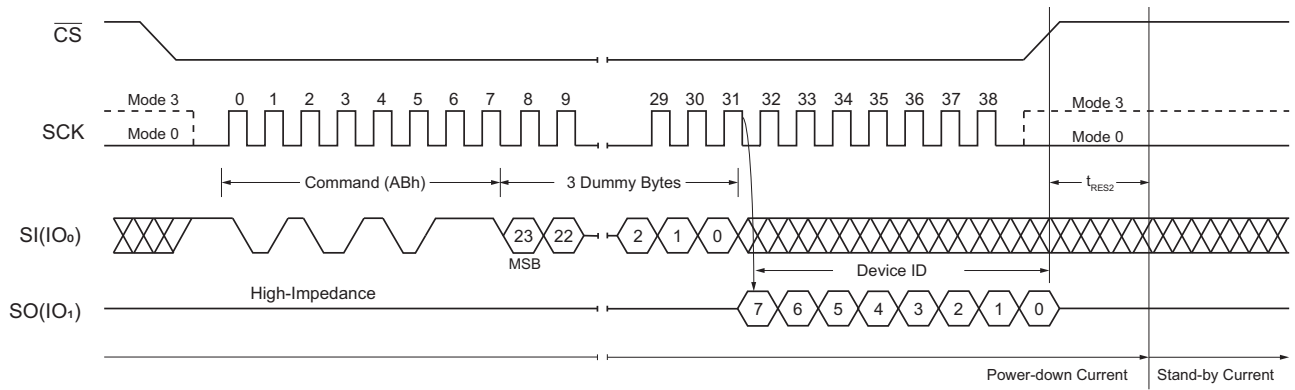 CS
Mode 3 0 1 2 3 4 5 6 7 8 9 29 30 31 32 33 34 35 36 37 38 Mode 3
SCK Mode 0 Mode 0
Command (ABh) 3 Dummy Bytes tRES2
SI(IO₀) 23 22 2 1 0
MSB
Device ID
High-Impedance
SO(IO₁) 7 6 5 4 3 2 1 0
Power-down Current Stand-by Current